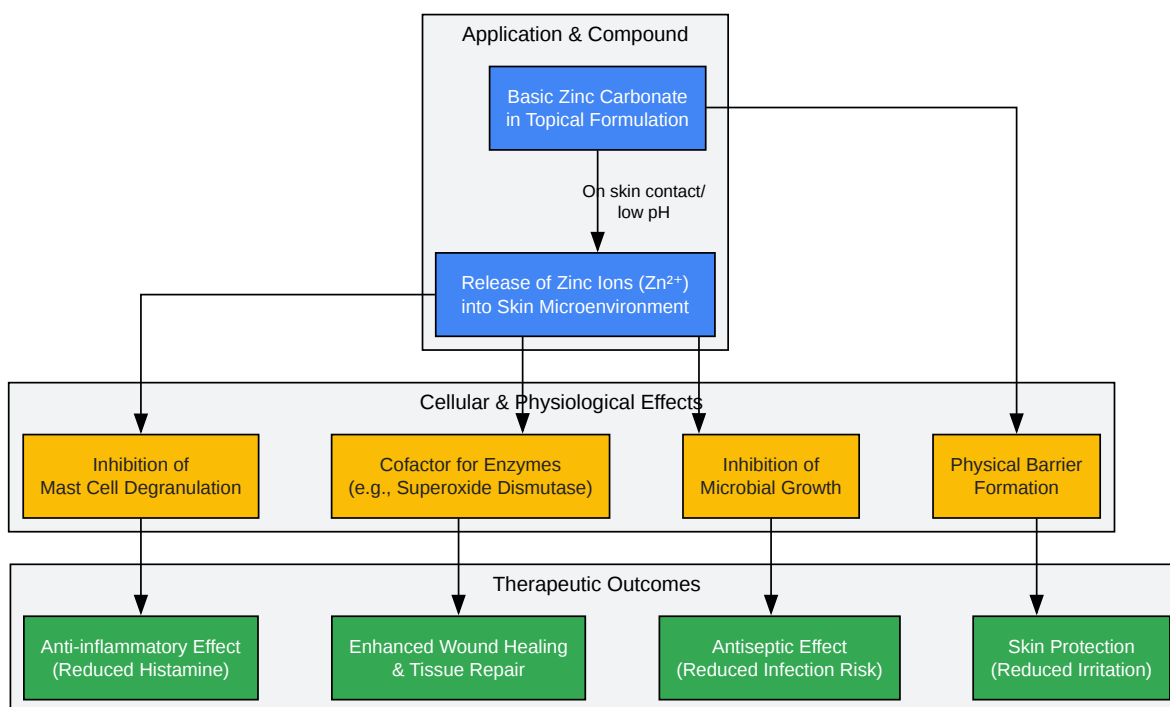 Application & Compound
Basic Zinc Carbonate
in Topical Formulation
On skin contact/
low pH
Release of Zinc Ions (Zn²⁺)
into Skin Microenvironment
Cellular & Physiological Effects
Inhibition of
Mast Cell Degranulation
Cofactor for Enzymes
(e.g., Superoxide Dismutase)
Inhibition of
Microbial Growth
Physical Barrier
Formation
Therapeutic Outcomes
Anti-inflammatory Effect
(Reduced Histamine)
Enhanced Wound Healing
& Tissue Repair
Antiseptic Effect
(Reduced Infection Risk)
Skin Protection
(Reduced Irritation)